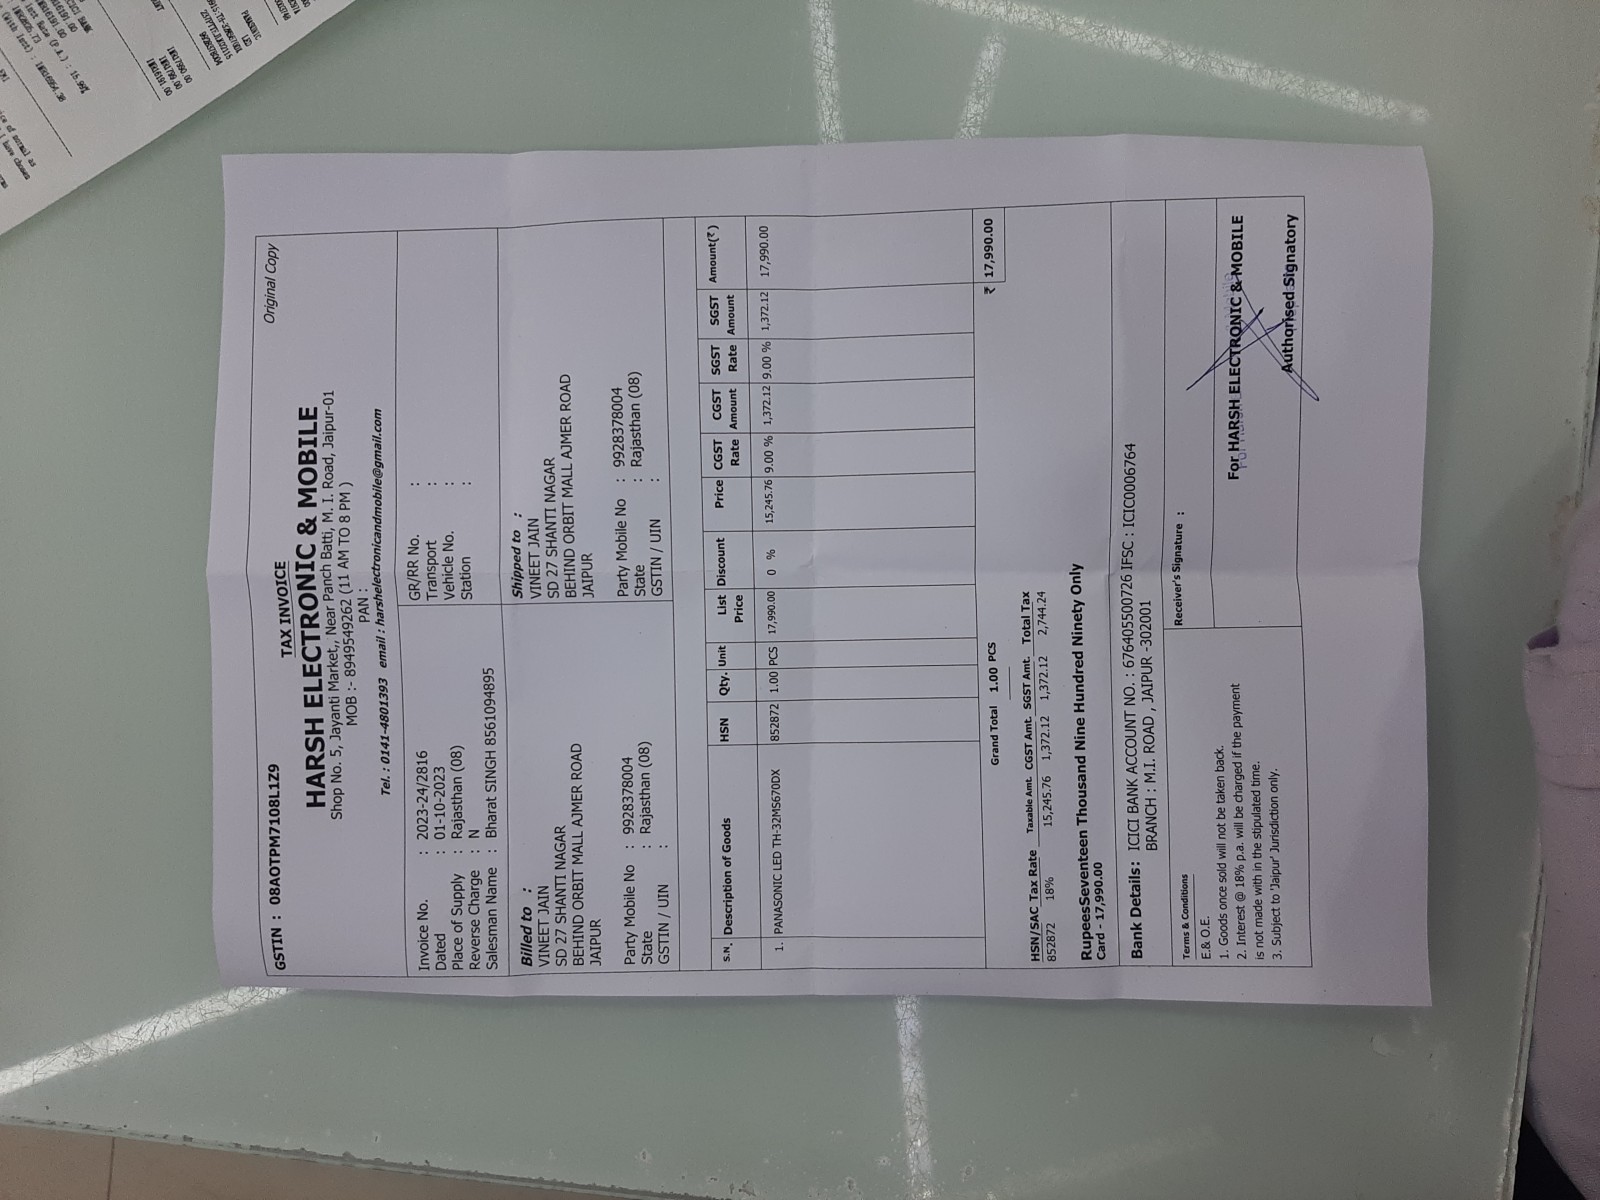 Original Copy
GSTIN : 08AOTPM7108L1Z9
TAX INVOICE
HARSH ELECTRONIC & MOBILE
Shop No. 5, Jayanti Market,, Near Panch Batti, M. I. Road, Jaipur-01
MOB :- 8949549262 (11 AM TO 8 PM )
PAN :
Tel. : 0141-4801393 email : harshelectronicandmobile@gmail.com
Invoice No. : 2023-24/2816
Dated : 01-10-2023
Place of Supply : Rajasthan (08)
Reverse Charge : N
Salesman Name : Bharat SINGH 8561094895
GR/RR No. :
Transport :
Vehicle No. :
Station :
Billed to :
VINEET JAIN
SD 27 SHANTI NAGAR
BEHIND ORBIT MALL AJMER ROAD
JAIPUR
Party Mobile No : 9928378004
State : Rajasthan (08)
GSTIN / UIN :
Shipped to :
VINEET JAIN
SD 27 SHANTI NAGAR
BEHIND ORBIT MALL AJMER ROAD
JAIPUR
Party Mobile No : 9928378004
State : Rajasthan (08)
GSTIN / UIN :
S.N. Description of Goods HSN Qty. Unit List Price Discount Price CGST Rate CGST Amount SGST Rate SGST Amount Amount(₹)
1. PANASONIC LED TH-32MS670DX 852872 1.00 PCS 17,990.00 0 % 15,245.76 9.00 % 1,372.12 9.00 % 1,372.12 17,990.00
Grand Total 1.00 PCS ₹ 17,990.00
HSN/SAC Tax Rate Taxable Amt. CGST Amt. SGST Amt. Total Tax
852872 18% 15,245.76 1,372.12 1,372.12 2,744.24
RupeesSeventeen Thousand Nine Hundred Ninety Only
Card - 17,990.00
Bank Details: ICICI BANK ACCOUNT NO. : 676405500726 IFSC : ICIC0006764
BRANCH : M.I. ROAD , JAIPUR -302001
Terms & Conditions
E.& O.E.
1. Goods once sold will not be taken back.
2. Interest @ 18% p.a. will be charged if the payment
is not made with in the stipulated time.
3. Subject to 'Jaipur' Jurisdiction only.
Receiver's Signature :
For HARSH ELECTRONIC & MOBILE
Authorised Signatory
PANASONIC
LED
9928378004
INR17990.00
INR1799.00
INR16191.00